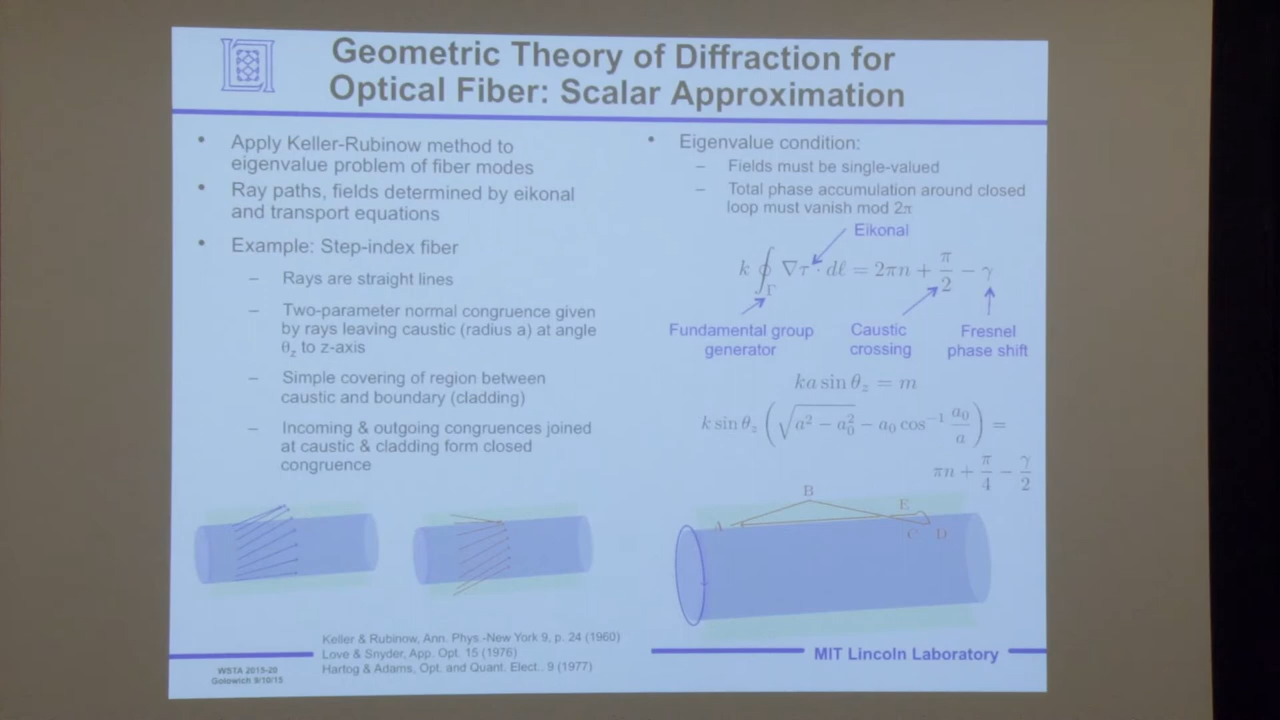 Geometric Theory of Diffraction for
Optical Fiber: Scalar Approximation
• Apply Keller-Rubinow method to
eigenvalue problem of fiber modes
• Ray paths, fields determined by eikonal
and transport equations
• Example: Step-index fiber
– Rays are straight lines
– Two-parameter normal congruence given
by rays leaving caustic (radius a) at angle
θz to z-axis
– Simple covering of region between
caustic and boundary (cladding)
– Incoming & outgoing congruences joined
at caustic & cladding form closed
congruence
• Eigenvalue condition:
– Fields must be single-valued
– Total phase accumulation around closed
loop must vanish mod 2π
Eikonal
k ∮Γ ∇τ · dℓ = 2πn + π/2 − γ
Fundamental group
generator
Caustic
crossing
Fresnel
phase shift
ka sin θz = m
k sin θz (√(a² − a₀²) − a₀ cos⁻¹ a₀/a) =
πn + π/4 − γ/2
B
E
A
C D
Keller & Rubinow, Ann. Phys.-New York 9, p. 24 (1960)
Love & Snyder, App. Opt. 15 (1976)
Hartog & Adams, Opt. and Quant. Elect.. 9 (1977)
WSTA 2015-20
Golowich 9/10/15
MIT Lincoln Laboratory